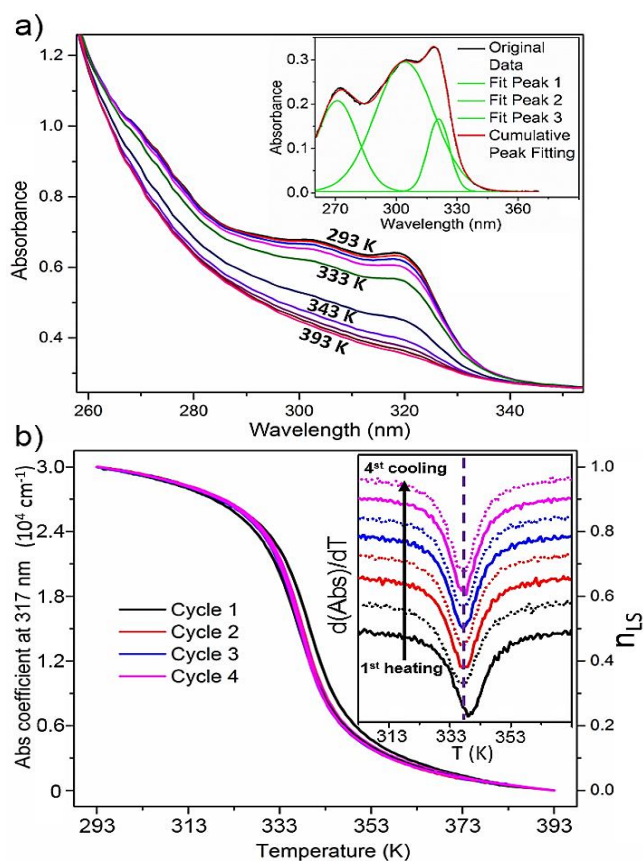 a)
1.2
1.0
0.8
0.6
0.4
Absorbance
260
280
300
320
340
Wavelength (nm)
293 K
333 K
343 K
393 K
0.3
0.2
0.1
0.0
Absorbance
270
300
330
360
Wavelength (nm)
Original
Data
Fit Peak 1
Fit Peak 2
Fit Peak 3
Cumulative
Peak Fitting
b)
3.0
2.4
1.8
1.2
0.6
0
Abs coefficient at 317 nm (10⁴ cm⁻¹)
293
313
333
353
373
393
Temperature (K)
Cycle 1
Cycle 2
Cycle 3
Cycle 4
4st cooling
1st heating
d(Abs)/dT
313
333
353
T (K)
1.0
0.8
0.6
0.4
0.2
0.0
nLS